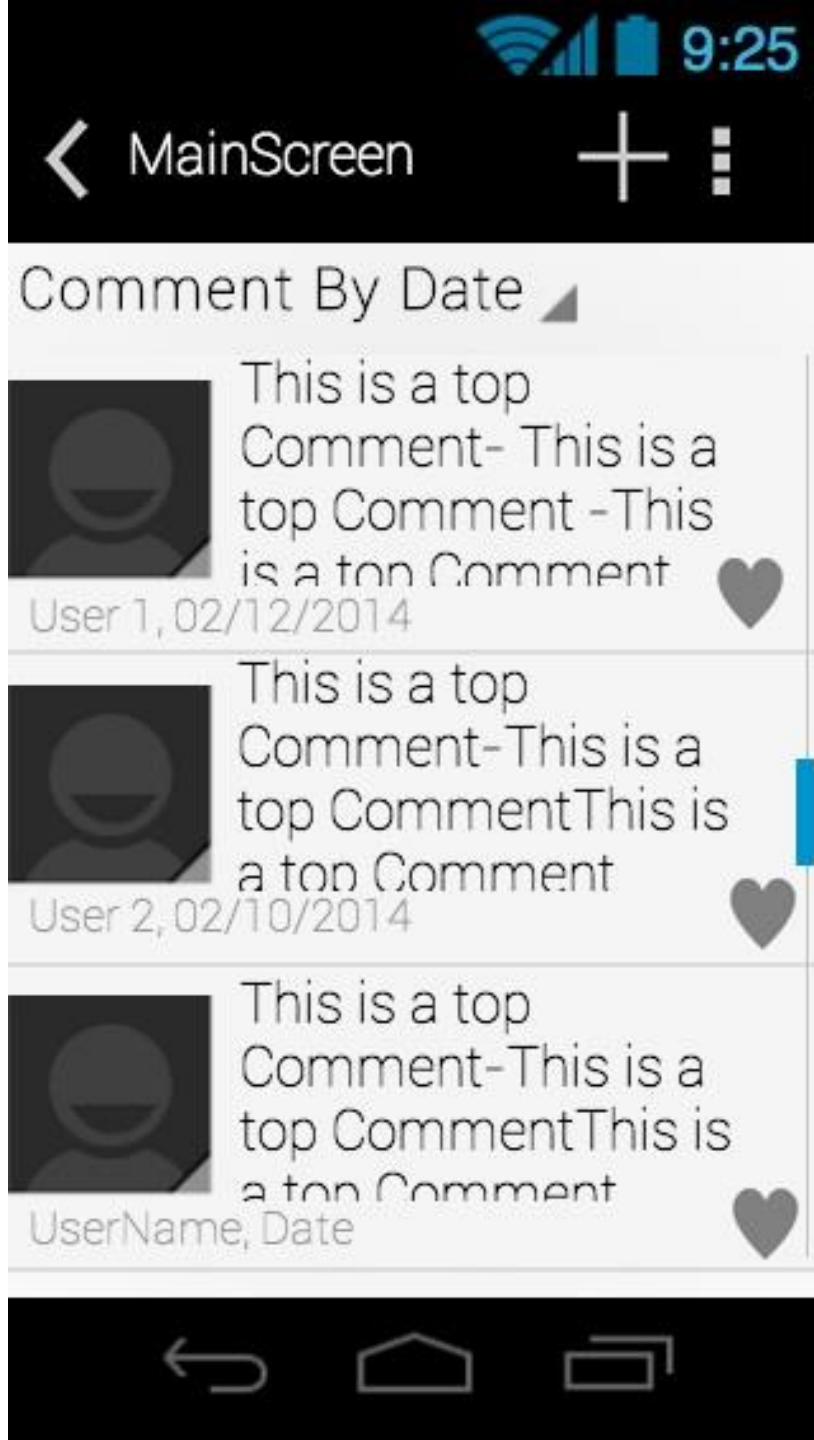 9:25
MainScreen
Comment By Date
This is a top
Comment- This is a
top Comment -This
is a top Comment
User 1, 02/12/2014
This is a top
Comment-This is a
top CommentThis is
a top Comment
User 2, 02/10/2014
This is a top
Comment-This is a
top CommentThis is
a top Comment
UserName, Date